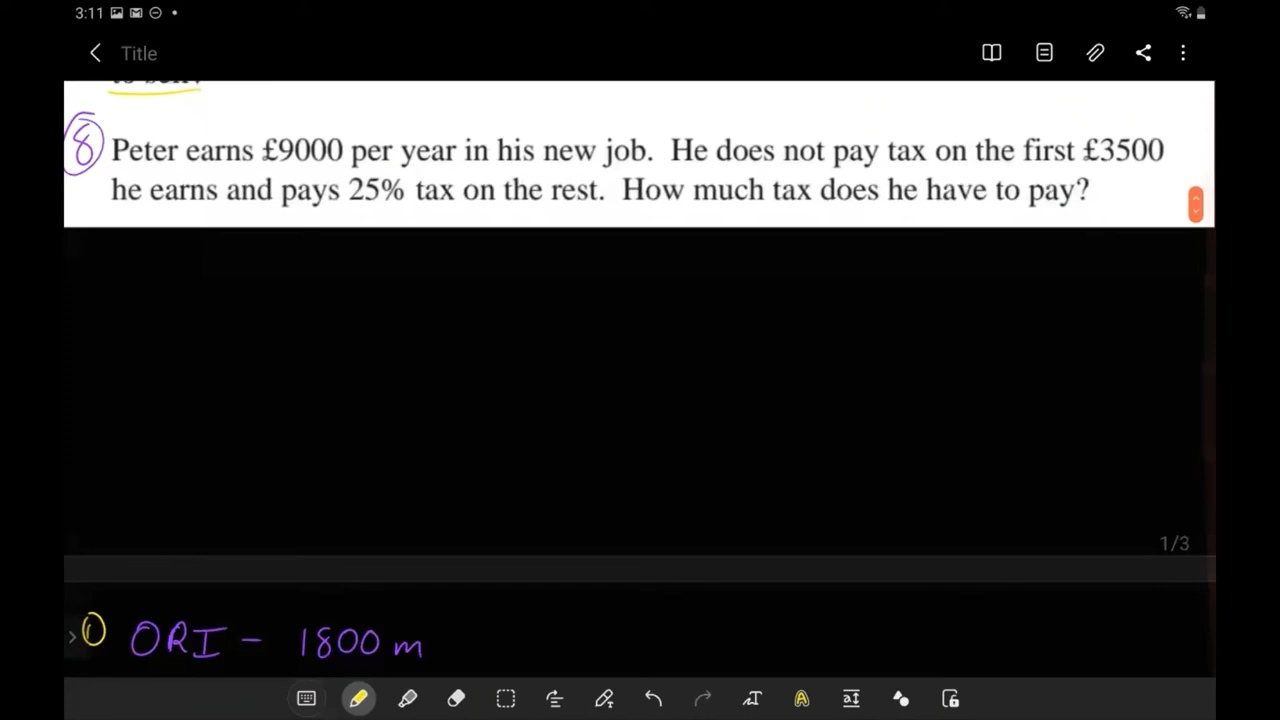 3:11
Title
8 Peter earns £9000 per year in his new job. He does not pay tax on the first £3500
he earns and pays 25% tax on the rest. How much tax does he have to pay?
1/3
① ORI - 1800 m